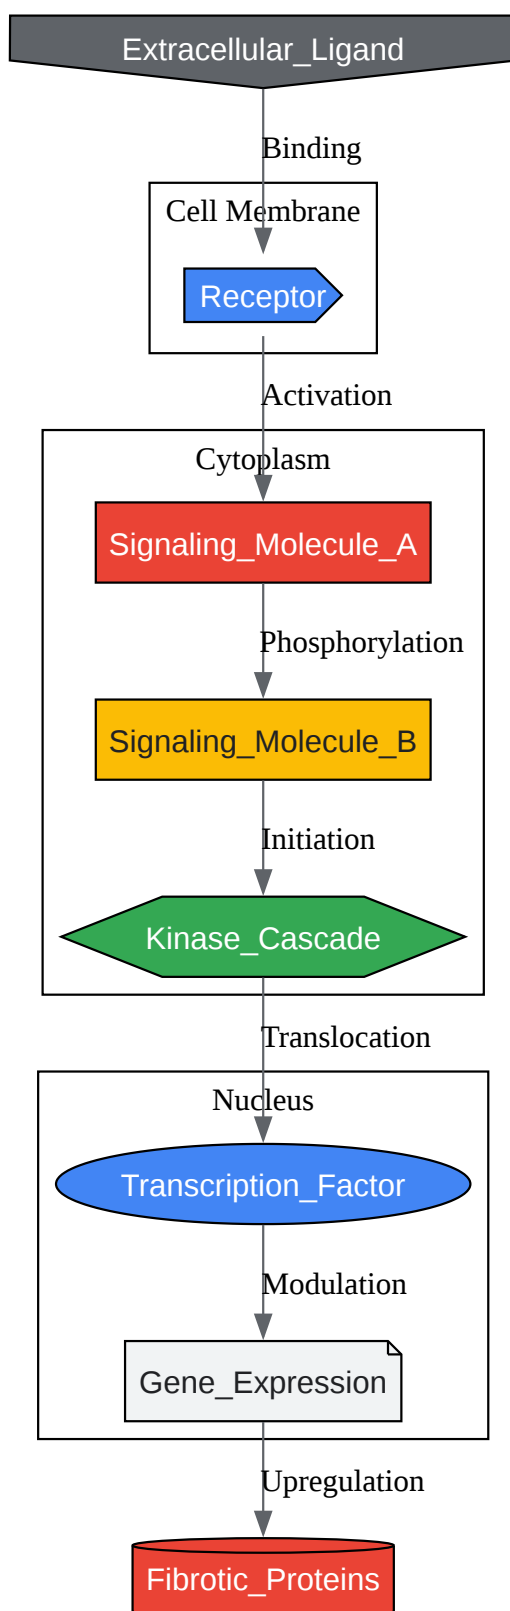 Extracellular_Ligand
Binding
Cell Membrane
Receptor
Activation
Cytoplasm
Signaling_Molecule_A
Phosphorylation
Signaling_Molecule_B
Initiation
Kinase_Cascade
Translocation
Nucleus
Transcription_Factor
Modulation
Gene_Expression
Upregulation
Fibrotic_Proteins